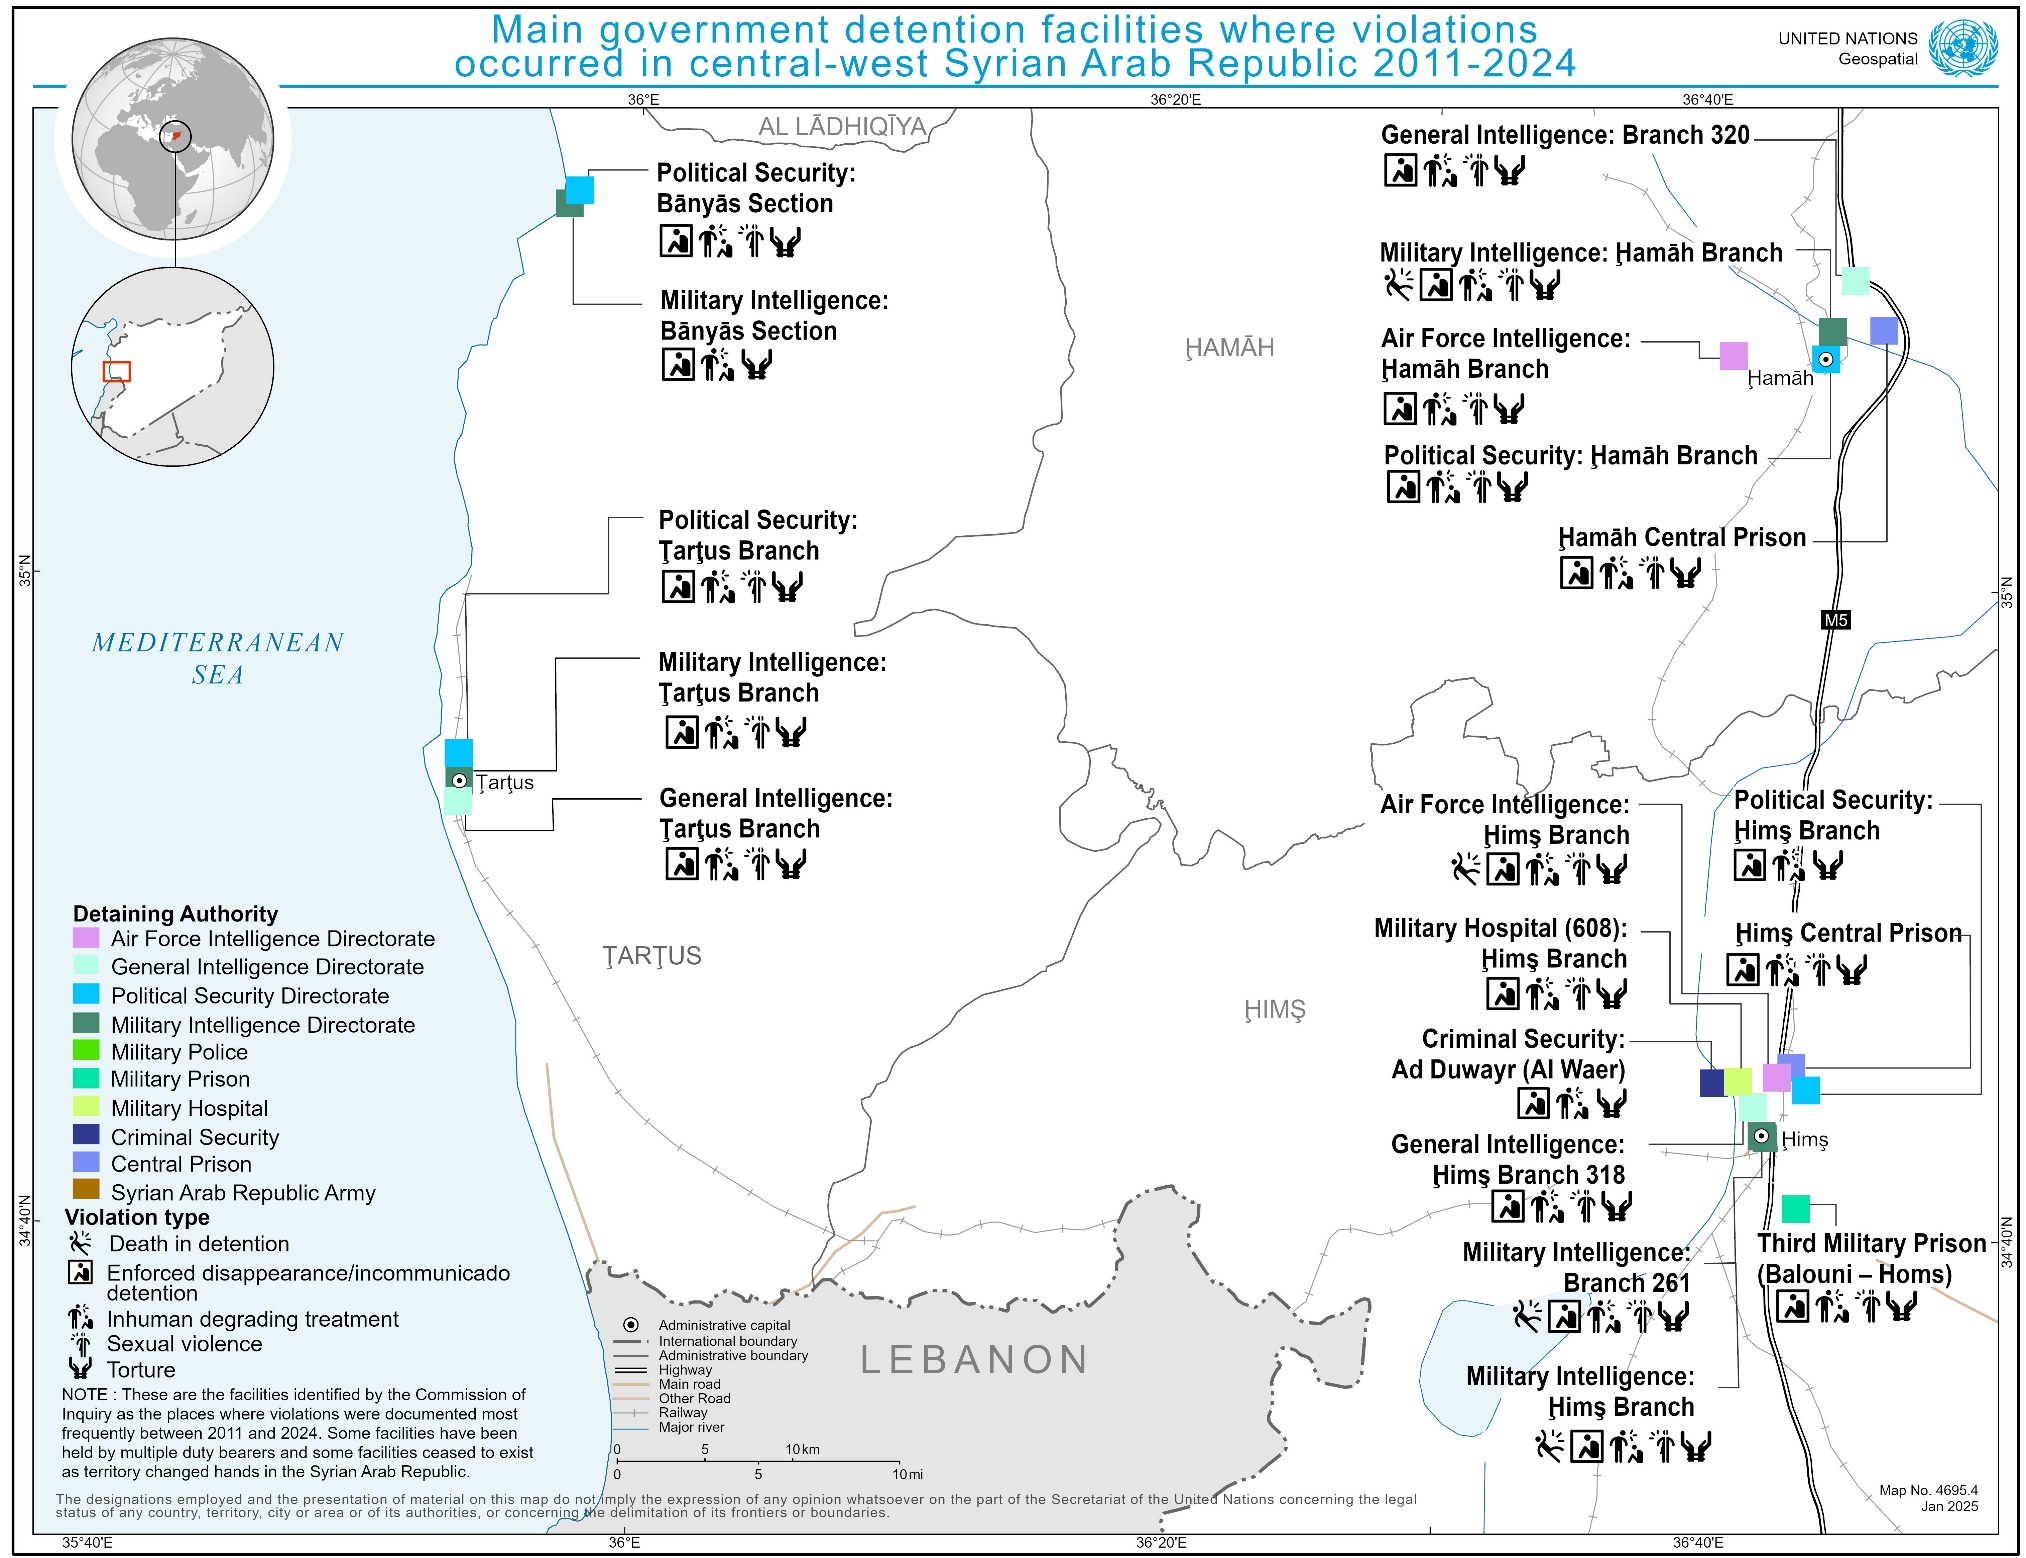 Main government detention facilities where violations
occurred in central-west Syrian Arab Republic 2011-2024
UNITED NATIONS
Geospatial
36°E
36°20'E
36°40'E
AL LĀDHIQĪYA
Political Security:
Bānyās Section
Military Intelligence:
Bānyās Section
General Intelligence: Branch 320
Military Intelligence: Ḩamāh Branch
Air Force Intelligence:
Ḩamāh Branch
Ḩamāh
Political Security: Ḩamāh Branch
Ḩamāh Central Prison
ḨAMĀH
M5
35°N
35°N
Political Security:
Ţarţus Branch
MEDITERRANEAN
SEA
Military Intelligence:
Ţarţus Branch
Ţarţus
General Intelligence:
Ţarţus Branch
ŢARŢUS
ḨIMŞ
Air Force Intelligence:
Ḩimş Branch
Political Security:
Ḩimş Branch
Military Hospital (608):
Ḩimş Branch
Ḩimş Central Prison
Criminal Security:
Ad Duwayr (Al Waer)
General Intelligence:
Ḩimş Branch 318
Ḩimş
Military Intelligence:
Branch 261
Third Military Prison
(Balouni – Homs)
Military Intelligence:
Ḩimş Branch
34°40'N
34°40'N
Detaining Authority
Air Force Intelligence Directorate
General Intelligence Directorate
Political Security Directorate
Military Intelligence Directorate
Military Police
Military Prison
Military Hospital
Criminal Security
Central Prison
Syrian Arab Republic Army
Violation type
Death in detention
Enforced disappearance/incommunicado
detention
Inhuman degrading treatment
Sexual violence
Torture
NOTE : These are the facilities identified by the Commission of
Inquiry as the places where violations were documented most
frequently between 2011 and 2024. Some facilities have been
held by multiple duty bearers and some facilities ceased to exist
as territory changed hands in the Syrian Arab Republic.
Administrative capital
International boundary
Administrative boundary
Highway
Main road
Other Road
Railway
Major river
0 5 10 km
0 5 10 mi
LEBANON
The designations employed and the presentation of material on this map do not imply the expression of any opinion whatsoever on the part of the Secretariat of the United Nations concerning the legal
status of any country, territory, city or area or of its authorities, or concerning the delimitation of its frontiers or boundaries.
Map No. 4695.4
Jan 2025
35°40'E
36°E
36°20'E
36°40'E